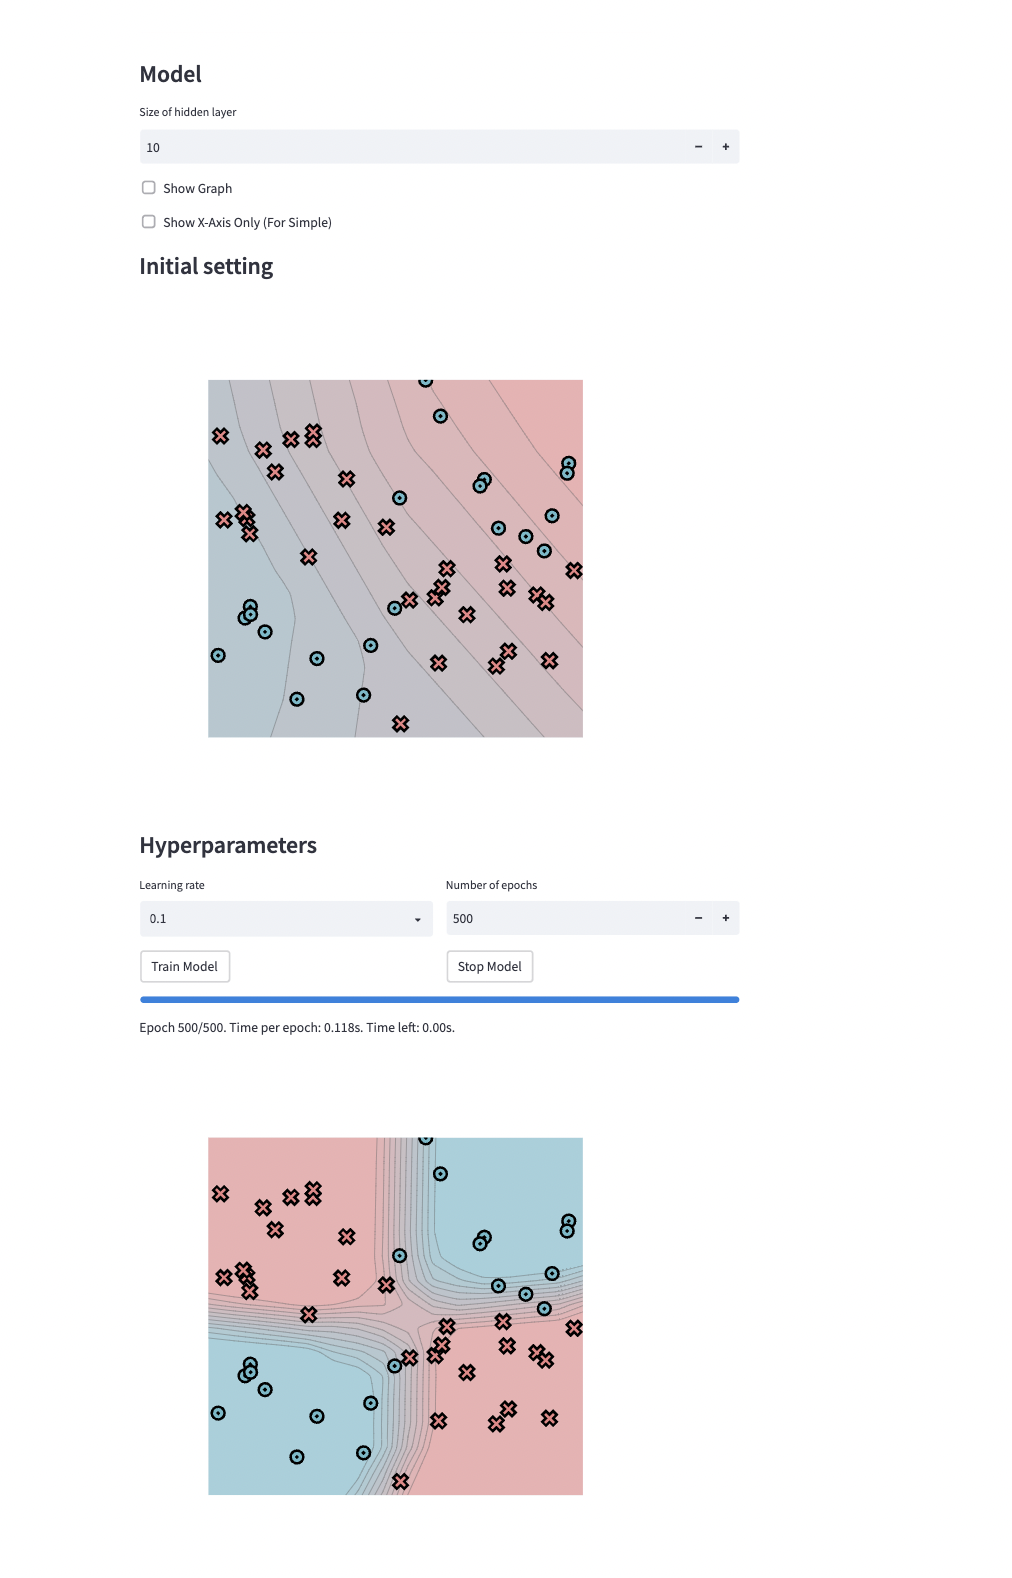 Model
Size of hidden layer
10
− +
Show Graph
Show X-Axis Only (For Simple)
Initial setting
Hyperparameters
Learning rate
Number of epochs
0.1
500
− +
Train Model
Stop Model
Epoch 500/500. Time per epoch: 0.118s. Time left: 0.00s.